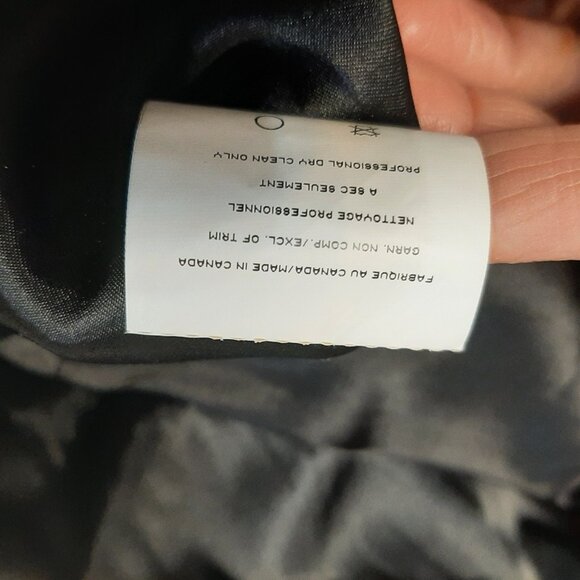 PROFESSIONAL DRY CLEAN ONLY
NETTOYAGE PROFESSIONNEL
A SEC SEULEMENT
GARN. NON COMP./EXCL. OF TRIM
FABRIQUE AU CANADA/MADE IN CANADA